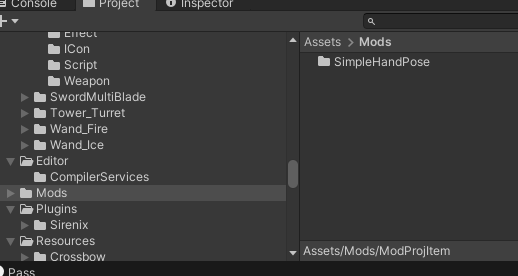 Console
Project
Inspector
Effect
ICon
Script
Weapon
SwordMultiBlade
Tower_Turret
Wand_Fire
Wand_Ice
Editor
CompilerServices
Mods
Plugins
Sirenix
Resources
Crossbow
Assets > Mods
SimpleHandPose
Assets/Mods/ModProjItem
Pass